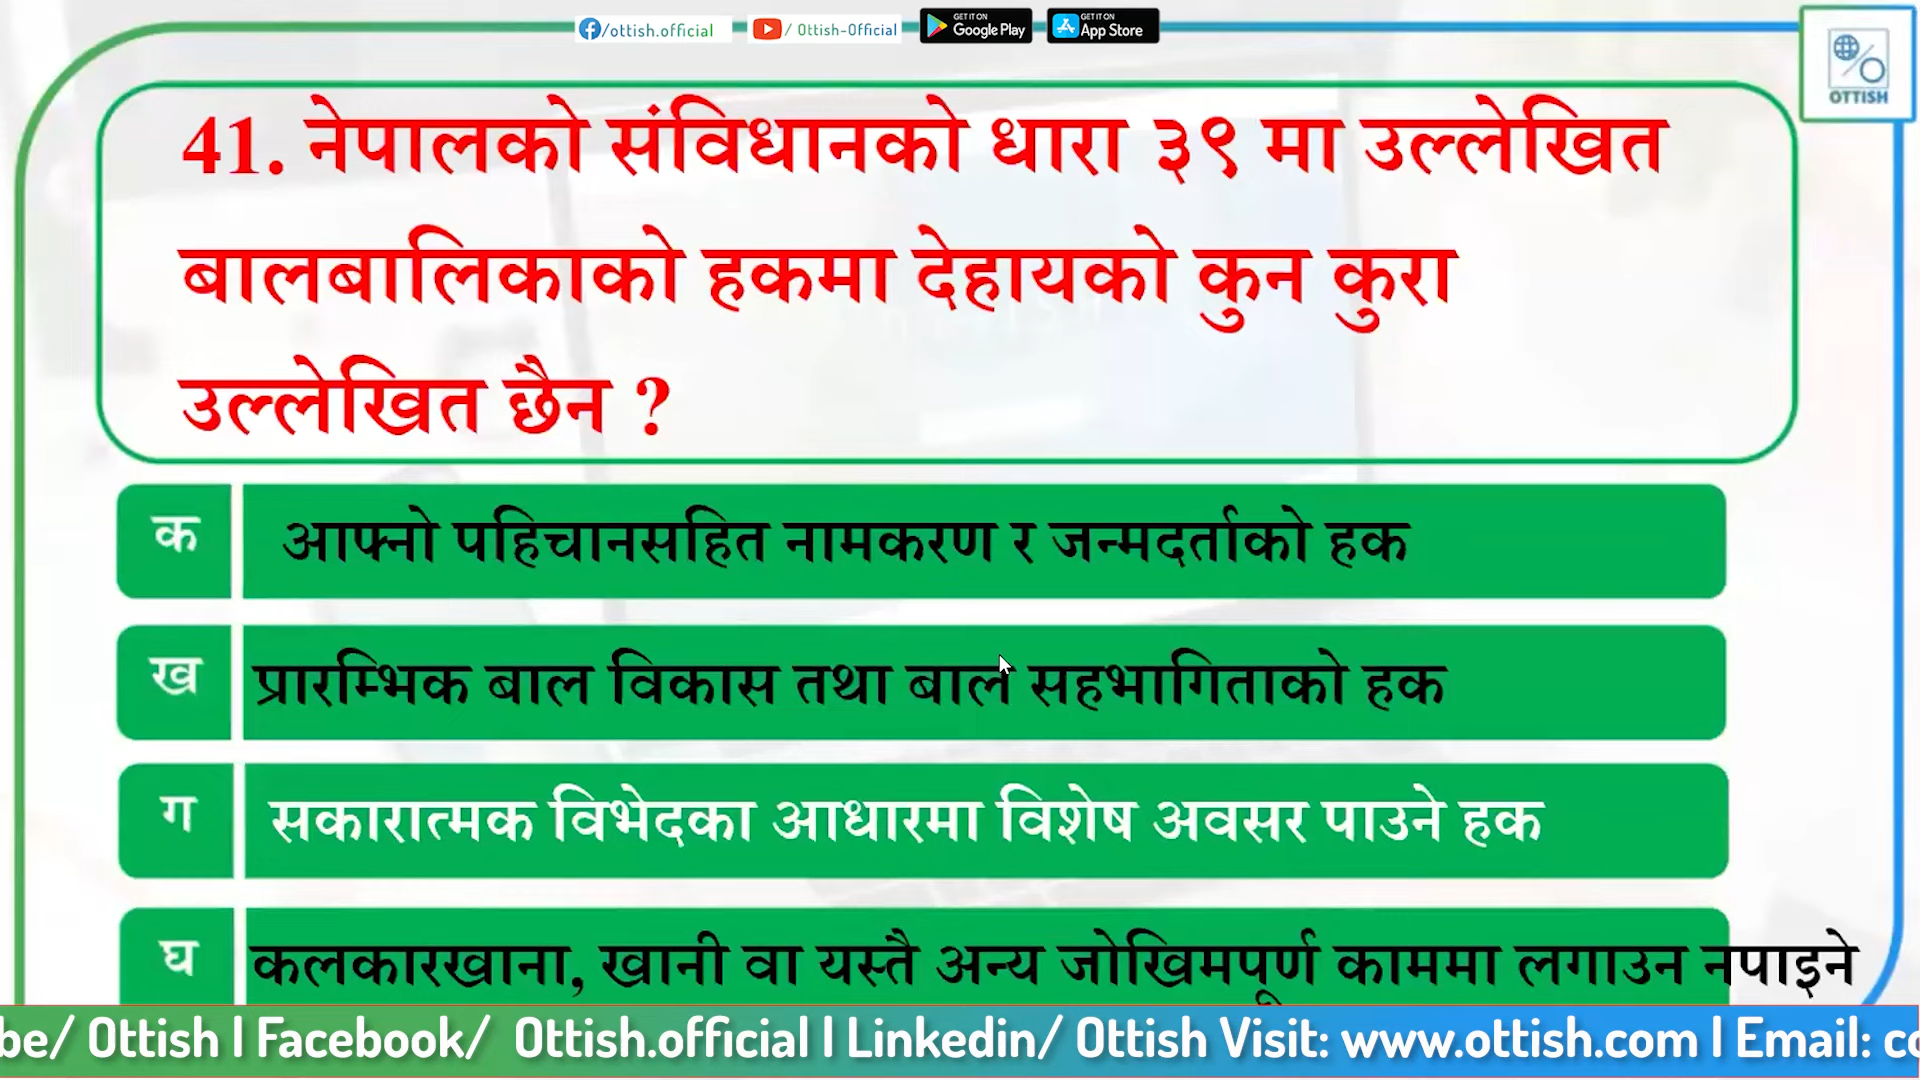 /ottish.official
/ Ottish-Official
GET IT ON
Google Play
GET IT ON
App Store
OTTISH
41. नेपालको संविधानको धारा ३९ मा उल्लेखित
बालबालिकाको हकमा देहायको कुन कुरा
उल्लेखित छैन ?
क आफ्नो पहिचानसहित नामकरण र जन्मदर्ताको हक
ख प्रारम्भिक बाल विकास तथा बाल सहभागिताको हक
ग सकारात्मक विभेदका आधारमा विशेष अवसर पाउने हक
घ कलकारखाना, खानी वा यस्तै अन्य जोखिमपूर्ण काममा लगाउन नपाइने
be/ Ottish | Facebook/ Ottish.official | Linkedin/ Ottish Visit: www.ottish.com | Email: co